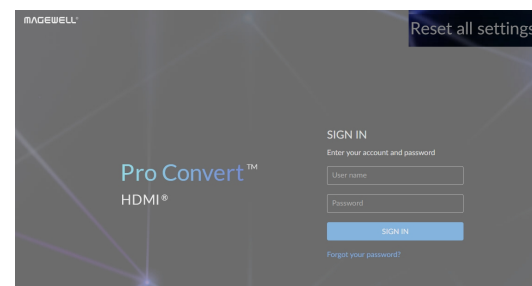 MAGEWELL®
Reset all settings
SIGN IN
Enter your account and password
Pro Convert™
HDMI®
User name
Password
SIGN IN
Forgot your password?